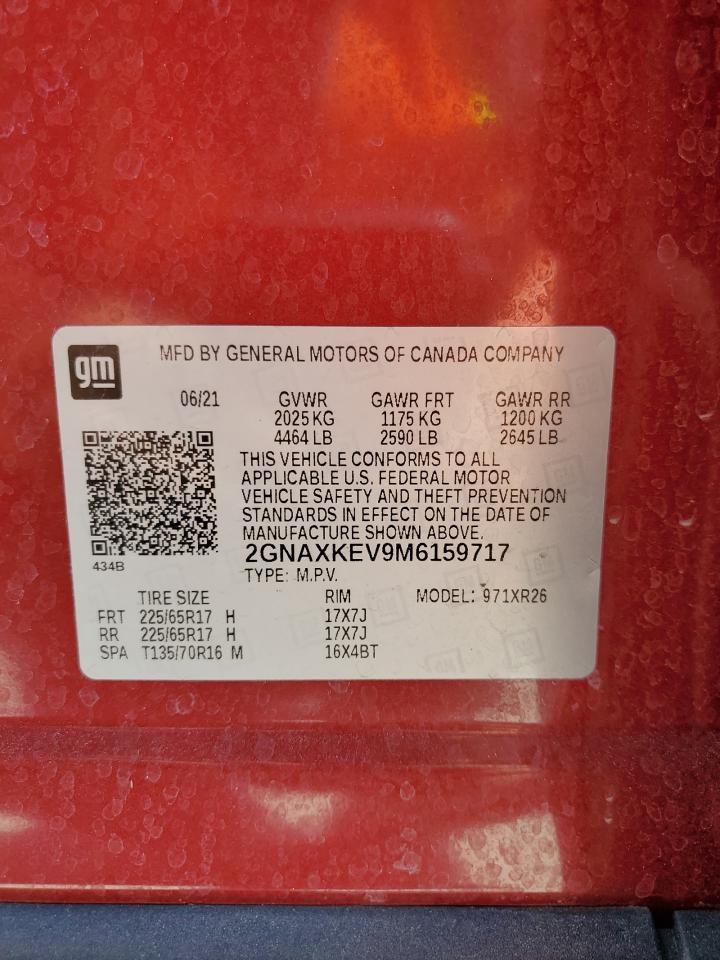 gm
MFD BY GENERAL MOTORS OF CANADA COMPANY
06/21 GVWR GAWR FRT GAWR RR
2025 KG 1175 KG 1200 KG
4464 LB 2590 LB 2645 LB
THIS VEHICLE CONFORMS TO ALL
APPLICABLE U.S. FEDERAL MOTOR
VEHICLE SAFETY AND THEFT PREVENTION
STANDARDS IN EFFECT ON THE DATE OF
MANUFACTURE SHOWN ABOVE.
2GNAXKEV9M6159717
434B
TYPE: M.P.V.
TIRE SIZE RIM MODEL: 971XR26
FRT 225/65R17 H 17X7J
RR 225/65R17 H 17X7J
SPA T135/70R16 M 16X4BT